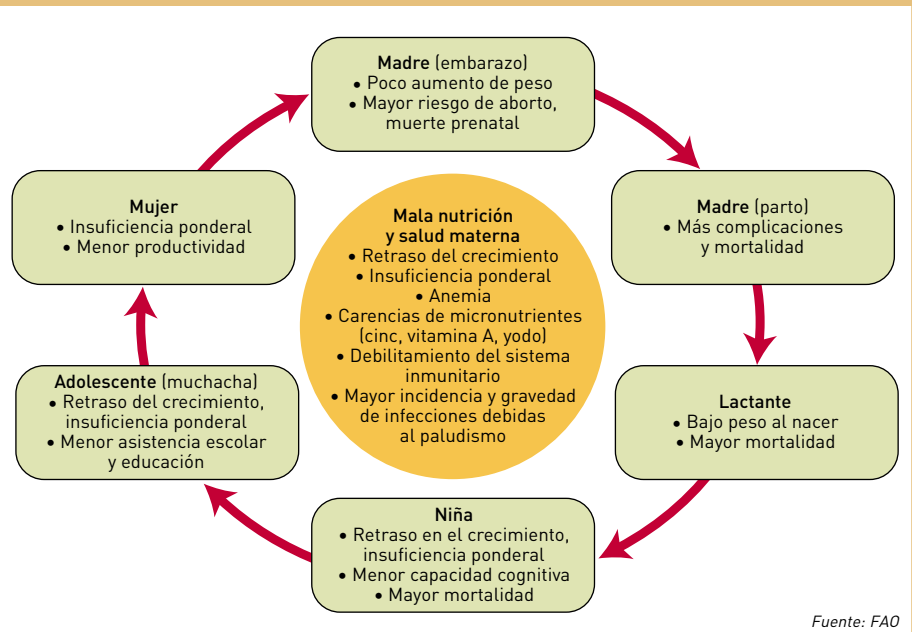 Madre (embarazo)
• Poco aumento de peso
• Mayor riesgo de aborto,
muerte prenatal
Madre (parto)
• Más complicaciones
y mortalidad
Lactante
• Bajo peso al nacer
• Mayor mortalidad
Niña
• Retraso en el crecimiento,
insuficiencia ponderal
• Menor capacidad cognitiva
• Mayor mortalidad
Adolescente (muchacha)
• Retraso del crecimiento,
insuficiencia ponderal
• Menor asistencia escolar
y educación
Mujer
• Insuficiencia ponderal
• Menor productividad
Mala nutrición
y salud materna
• Retraso del crecimiento
• Insuficiencia ponderal
• Anemia
• Carencias de micronutrientes
(cinc, vitamina A, yodo)
• Debilitamiento del sistema
inmunitario
• Mayor incidencia y gravedad
de infecciones debidas
al paludismo
Fuente: FAO